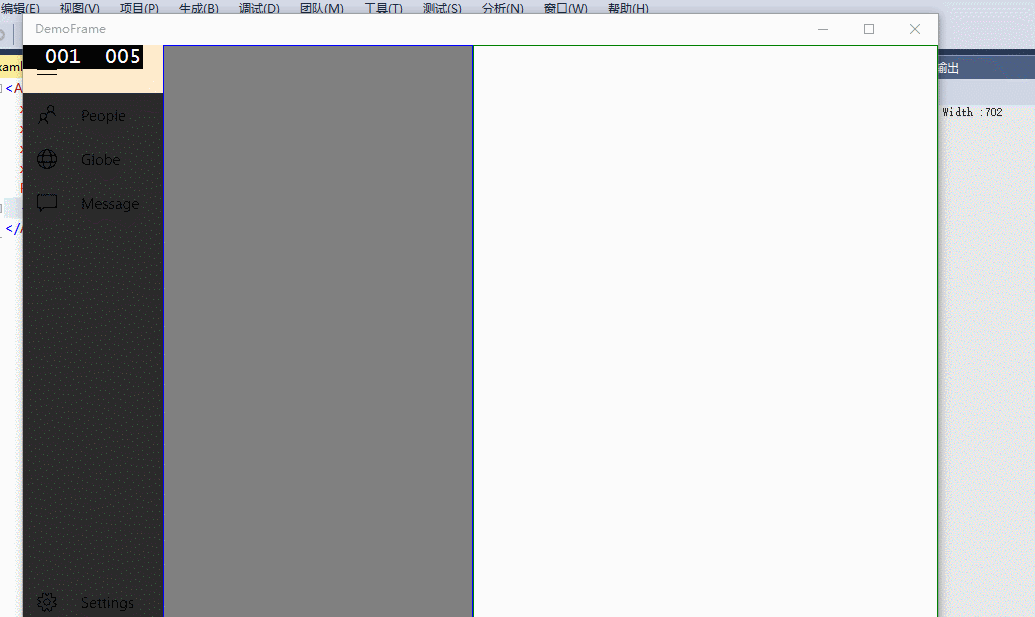 编辑(E) 视图(V) 项目(P) 生成(B) 调试(D) 团队(M) 工具(T) 测试(S) 分析(N) 窗口(W) 帮助(H)
DemoFrame
001 005
xaml
输出
<A
Width :702
People
Globe
Message
</
Settings